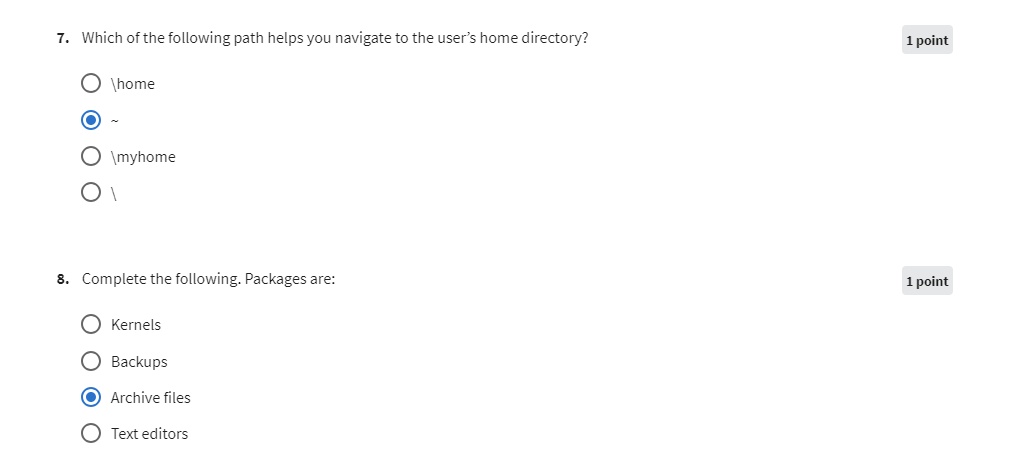 7. Which of the following path helps you navigate to the user’s home directory?
1 point
\home
~
\myhome
\
8. Complete the following. Packages are:
1 point
Kernels
Backups
Archive files
Text editors